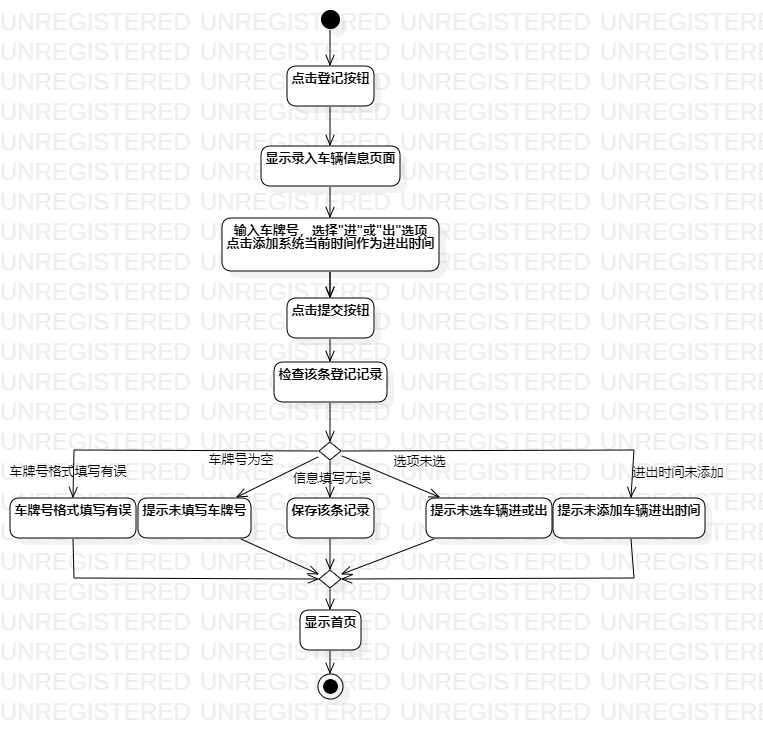 点击登记按钮
显示录入车辆信息页面
输入车牌号，选择"进"或"出"选项
点击添加系统当前时间作为进出时间
点击提交按钮
检查该条登记记录
车牌号格式填写有误
车牌号为空
信息填写无误
选项未选
进出时间未添加
车牌号格式填写有误
提示未填写车牌号
保存该条记录
提示未选车辆进或出
提示未添加车辆进出时间
显示首页
UNREGISTERED